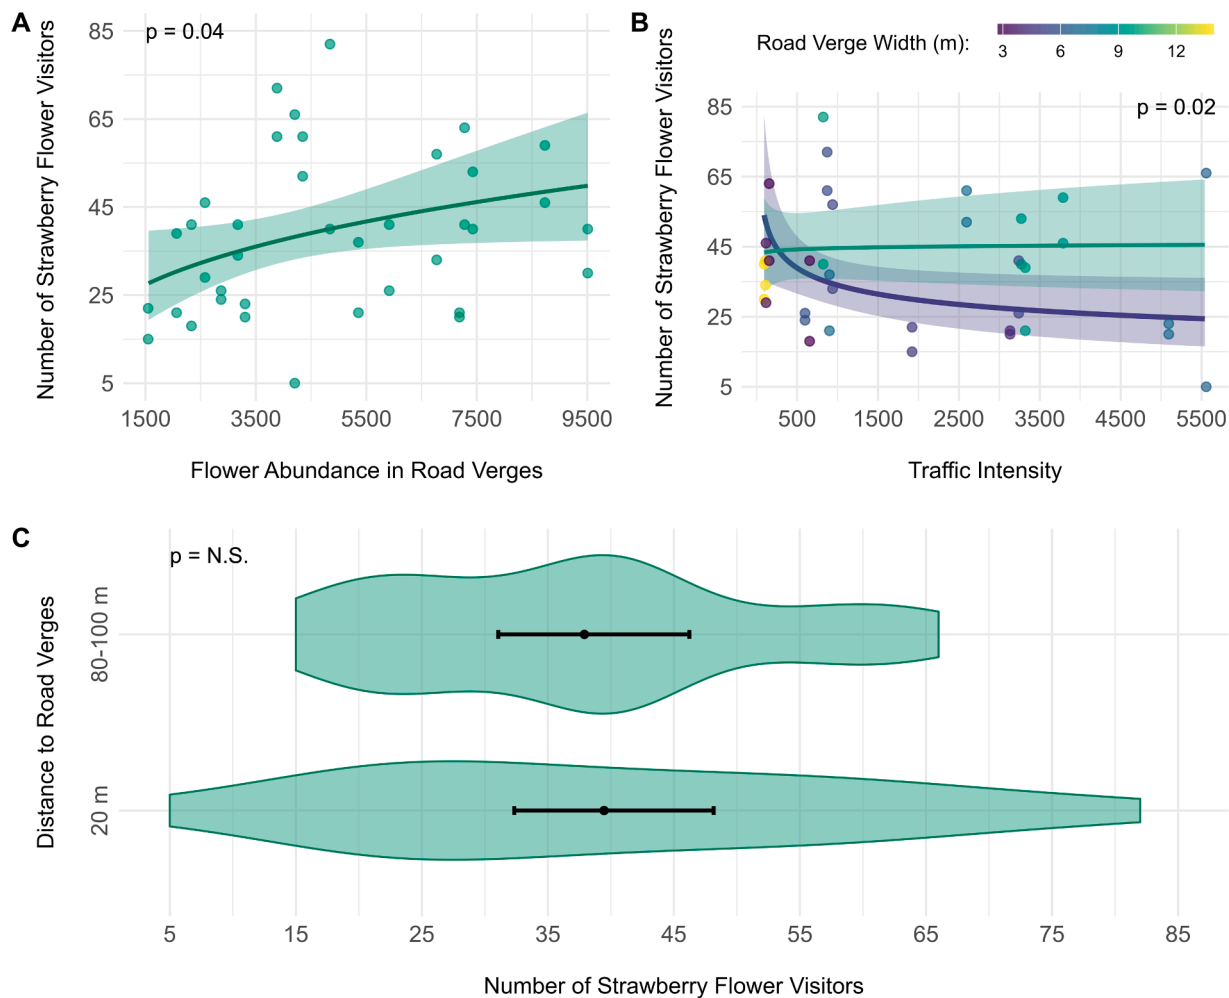 A
p = 0.04
Number of Strawberry Flower Visitors
85
65
45
25
5
1500 3500 5500 7500 9500
Flower Abundance in Road Verges
B
Road Verge Width (m):
3 6 9 12
p = 0.02
Number of Strawberry Flower Visitors
85
65
45
25
5
500 1500 2500 3500 4500 5500
Traffic Intensity
C
p = N.S.
Distance to Road Verges
80-100 m
20 m
5 15 25 35 45 55 65 75 85
Number of Strawberry Flower Visitors